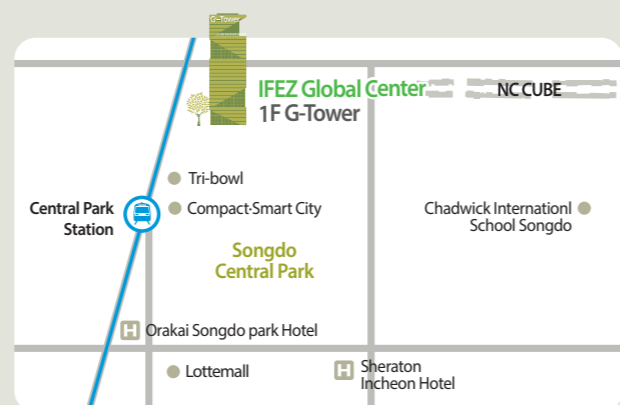 G-Tower
IFEZ Global Center
1F G-Tower
NC CUBE
Tri-bowl
Central Park
Station
Compact·Smart City
Chadwick Internationl
School Songdo
Songdo
Central Park
H Orakai Songdo park Hotel
Lottemall
H Sheraton
Incheon Hotel